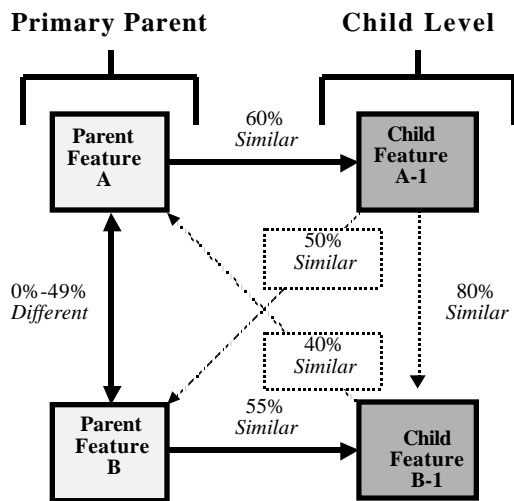 Primary Parent
Child Level
60%
Similar
Parent
Feature
A
Child
Feature
A-1
50%
Similar
0%-49%
Different
80%
Similar
40%
Similar
55%
Similar
Parent
Feature
B
Child
Feature
B-1